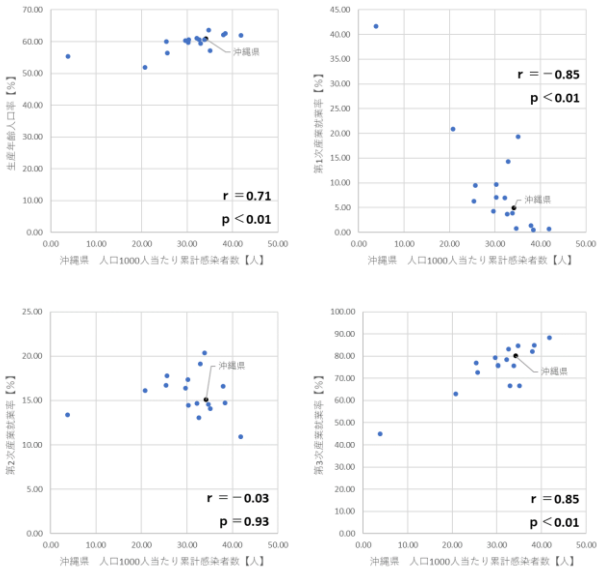 70.00
60.00
50.00
40.00
30.00
20.00
10.00
0.00
生産年齢人口率【%】
沖縄県
r ＝0.71
p＜0.01
0.00 10.00 20.00 30.00 40.00 50.00
沖縄県　人口1000人当たり累計感染者数【人】
45.00
40.00
35.00
30.00
25.00
20.00
15.00
10.00
5.00
0.00
第1次産業就業率【%】
r ＝－0.85
p＜0.01
沖縄県
0.00 10.00 20.00 30.00 40.00 50.00
沖縄県　人口1000人当たり累計感染者数【人】
25.00
20.00
15.00
10.00
5.00
0.00
第2次産業就業率【%】
沖縄県
r ＝－0.03
p＝0.93
0.00 10.00 20.00 30.00 40.00 50.00
沖縄県　人口1000人当たり累計感染者数【人】
100.00
90.00
80.00
70.00
60.00
50.00
40.00
30.00
20.00
10.00
0.00
第3次産業就業率【%】
沖縄県
r ＝0.85
p＜0.01
0.00 10.00 20.00 30.00 40.00 50.00
沖縄県　人口1000人当たり累計感染者数【人】